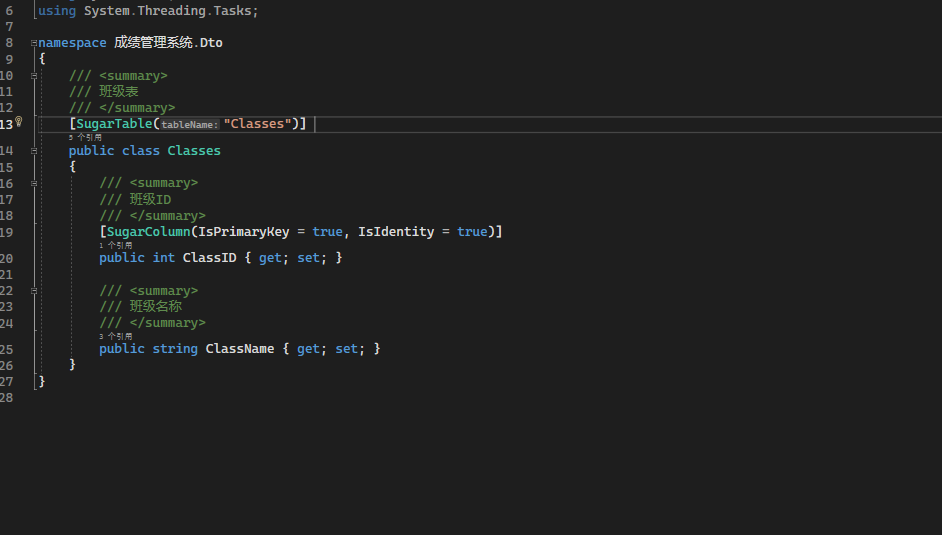 6 using System.Threading.Tasks;
7
8 namespace 成绩管理系统.Dto
9 {
10 /// <summary>
11 /// 班级表
12 /// </summary>
13 [SugarTable(tableName:"Classes")]
5 个引用
14 public class Classes
15 {
16 /// <summary>
17 /// 班级ID
18 /// </summary>
19 [SugarColumn(IsPrimaryKey = true, IsIdentity = true)]
1 个引用
20 public int ClassID { get; set; }
21
22 /// <summary>
23 /// 班级名称
24 /// </summary>
3 个引用
25 public string ClassName { get; set; }
26 }
27 }
28